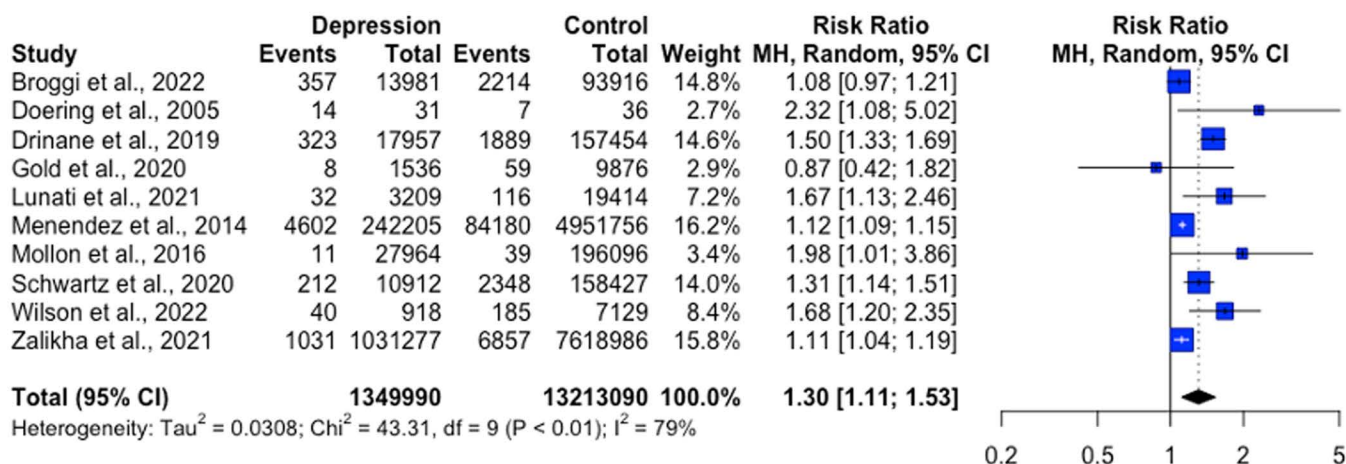 Depression Control Risk Ratio Risk Ratio
Study Events Total Events Total Weight MH, Random, 95% CI MH, Random, 95% CI
Broggi et al., 2022 357 13981 2214 93916 14.8% 1.08 [0.97; 1.21]
Doering et al., 2005 14 31 7 36 2.7% 2.32 [1.08; 5.02]
Drinane et al., 2019 323 17957 1889 157454 14.6% 1.50 [1.33; 1.69]
Gold et al., 2020 8 1536 59 9876 2.9% 0.87 [0.42; 1.82]
Lunati et al., 2021 32 3209 116 19414 7.2% 1.67 [1.13; 2.46]
Menendez et al., 2014 4602 242205 84180 4951756 16.2% 1.12 [1.09; 1.15]
Mollon et al., 2016 11 27964 39 196096 3.4% 1.98 [1.01; 3.86]
Schwartz et al., 2020 212 10912 2348 158427 14.0% 1.31 [1.14; 1.51]
Wilson et al., 2022 40 918 185 7129 8.4% 1.68 [1.20; 2.35]
Zalikha et al., 2021 1031 1031277 6857 7618986 15.8% 1.11 [1.04; 1.19]
Total (95% CI) 1349990 13213090 100.0% 1.30 [1.11; 1.53]
Heterogeneity: Tau² = 0.0308; Chi² = 43.31, df = 9 (P < 0.01); I² = 79%
0.2 0.5 1 2 5